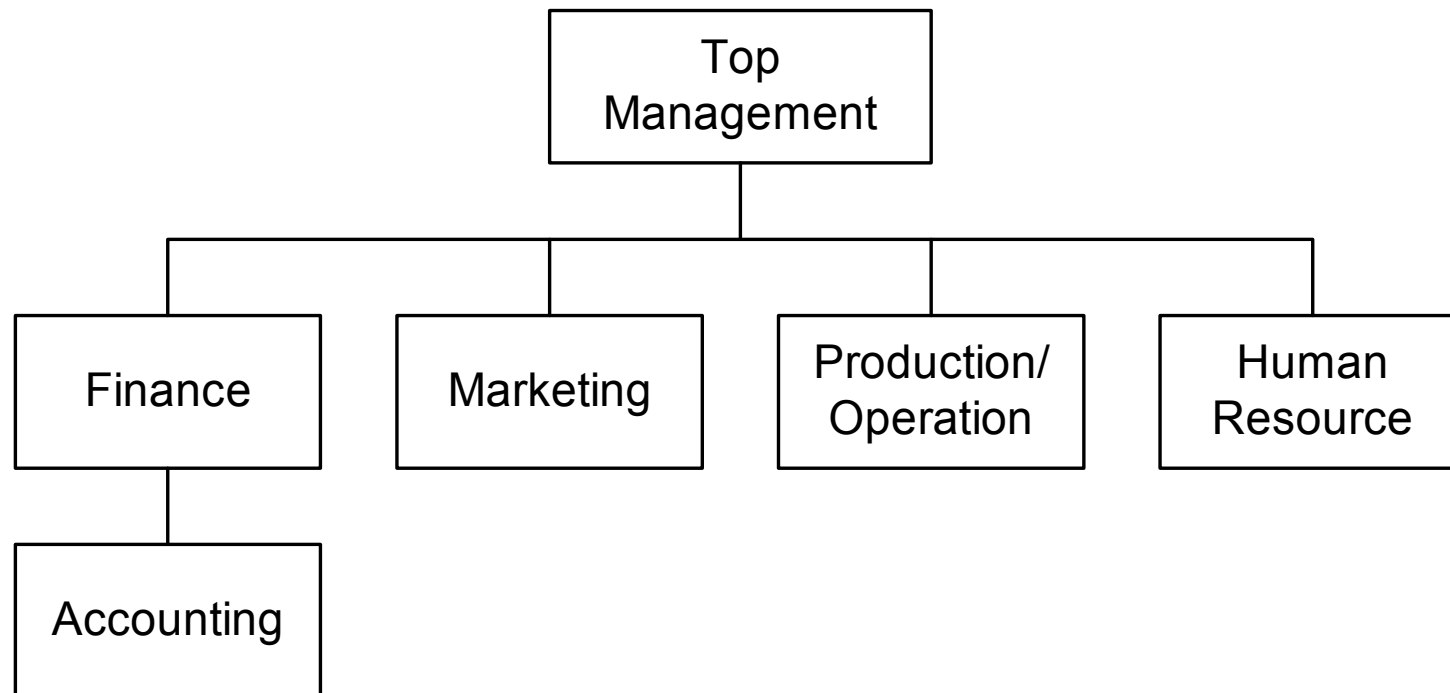 Top
Management
Finance
Marketing
Production/
Operation
Human
Resource
Accounting